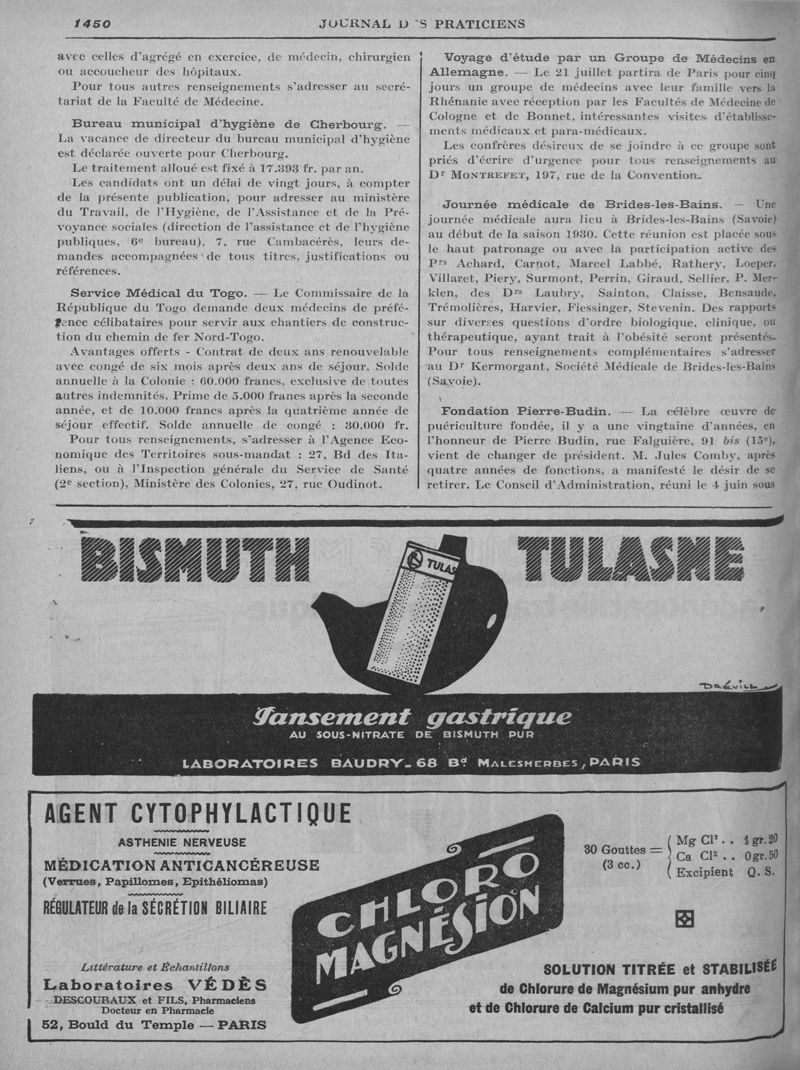 1450
JOURNAL D'S PRATICIENS
avec celles d'agrégé en exercice, de médecin, chirurgien
ou accoucheur des hôpitaux.
Pour tous autres renseignements s'adresser au secré-
tariat de la Faculté de Médecine.
Bureau municipal d'hygiène de Cherbourg. —
La vacance de directeur du bureau municipal d'hygiène
est déclarée ouverte pour Cherbourg.
Le traitement alloué est fixé à 17.393 fr. par an.
Les candidats ont un délai de vingt jours, à compter
de la présente publication, pour adresser au ministère
du Travail, de l'Hygiène, de l'Assistance et de la Pré-
voyance sociales (direction de l'assistance et de l'hygiène
publiques, 6e bureau), 7, rue Cambacérès, leurs de-
mandes accompagnées de tous titres, justifications ou
références.
Service Médical du Togo. — Le Commissaire de la
République du Togo demande deux médecins de préfé-
rence célibataires pour servir aux chantiers de construc-
tion du chemin de fer Nord-Togo.
Avantages offerts - Contrat de deux ans renouvelable
avec congé de six mois après deux ans de séjour. Solde
annuelle à la Colonie : 60.000 francs, exclusive de toutes
autres indemnités. Prime de 5.000 francs après la seconde
année, et de 10.000 francs après la quatrième année de
séjour effectif. Solde annuelle de congé : 30.000 fr.
Pour tous renseignements, s'adresser à l'Agence Eco-
nomique des Territoires sous-mandat : 27, Bd des Ita-
liens, ou à l'Inspection générale du Service de Santé
(2e section), Ministère des Colonies, 27, rue Oudinot.
Voyage d'étude par un Groupe de Médecins en
Allemagne. — Le 21 juillet partira de Paris pour cinq
jours un groupe de médecins avec leur famille vers la
Rhénanie avec réception par les Facultés de Médecine de
Cologne et de Bonnet, intéressantes visites d'établisse-
ments médicaux et para-médicaux.
Les confrères désireux de se joindre à ce groupe sont
priés d'écrire d'urgence pour tous renseignements au
Dr MONTREFET, 197, rue de la Convention.
Journée médicale de Brides-les-Bains. — Une
journée médicale aura lieu à Brides-les-Bains (Savoie)
au début de la saison 1930. Cette réunion est placée sous
le haut patronage ou avec la participation active des
Prs Achard, Carnot, Marcel Labbé, Rathery, Loeper,
Villaret, Piery, Surmont, Perrin, Giraud, Sellier, P. Mer-
klen, des Drs Laubry, Sainton, Claisse, Bensaude,
Trémolières, Harvier, Fiessinger, Stevenin. Des rapports
sur diverses questions d'ordre biologique, clinique, ou
thérapeutique, ayant trait à l'obésité seront présentés.
Pour tous renseignements complémentaires s'adresser
au Dr Kermorgant, Société Médicale de Brides-les-Bains
(Savoie).
Fondation Pierre-Budin. — La célèbre œuvre de
puériculture fondée, il y a une vingtaine d'années, en
l'honneur de Pierre Budin, rue Falguière, 91 bis (15e),
vient de changer de président. M. Jules Comby, après
quatre années de fonctions, a manifesté le désir de se
retirer. Le Conseil d'Administration, réuni le 4 juin sous
BISMUTH TULASNE
TULAS
DRÉVILL
Pansement gastrique
AU SOUS-NITRATE DE BISMUTH PUR
LABORATOIRES BAUDRY_68 Bd MALESHERBES, PARIS
AGENT CYTOPHYLACTIQUE
ASTHENIE NERVEUSE
MÉDICATION ANTICANCÉREUSE
(Verrues, Papillomes, Epithéliomas)
RÉGULATEUR de la SÉCRÉTION BILIAIRE
Littérature et Échantillons
Laboratoires VÉDÈS
DESCOURAUX et FILS, Pharmaciens
Docteur en Pharmacie
52, Bould du Temple — PARIS
CHLORO
MAGNÉSION
30 Gouttes =
(3 cc.)
Mg Cl² . . 1 gr. 20
Ca Cl² . . 0 gr. 50
Excipient Q. S.
SOLUTION TITRÉE et STABILISÉE
de Chlorure de Magnésium pur anhydre
et de Chlorure de Calcium pur cristallisé